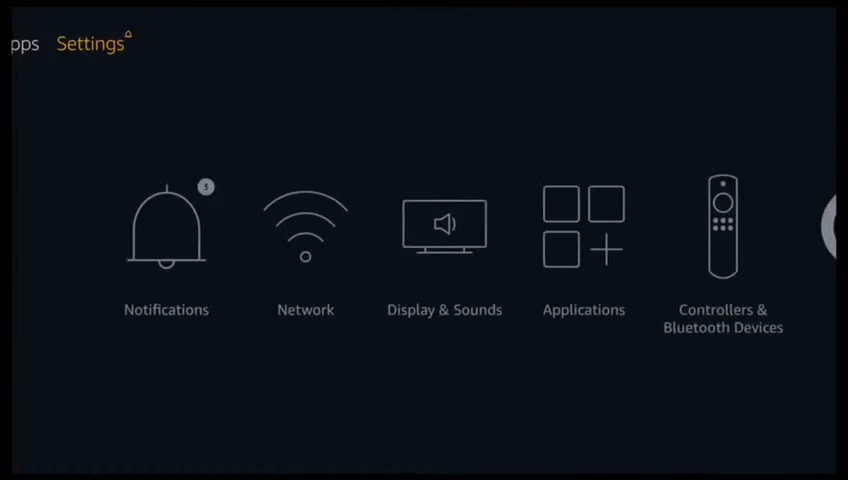 pps Settings
3
Notifications
Network
Display & Sounds
Applications
Controllers &
Bluetooth Devices